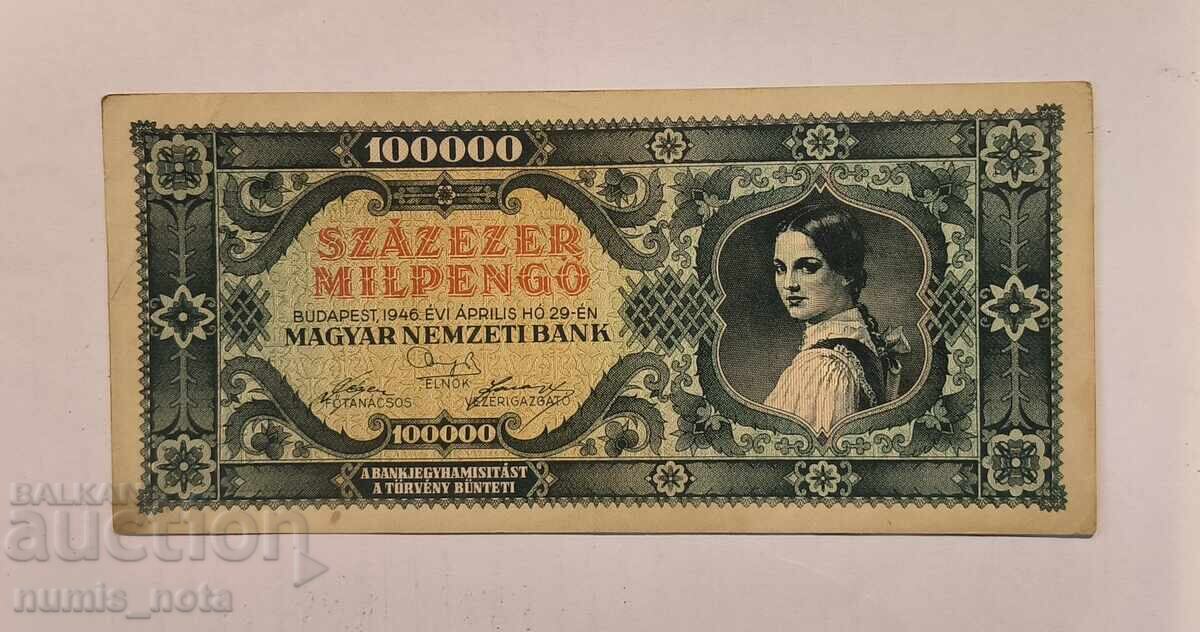 100000
SZÁZEZER
MILPENGŐ
BUDAPEST, 1946. ÉVI ÁPRILIS HÓ 29-ÉN
MAGYAR NEMZETI BANK
ELNÖK
FŐTANÁCSOS VEZÉRIGAZGATÓ
100000
A BANKJEGYHAMISITÁST
A TÖRVÉNY BÜNTETI
BALKAN
auction
numis_nota